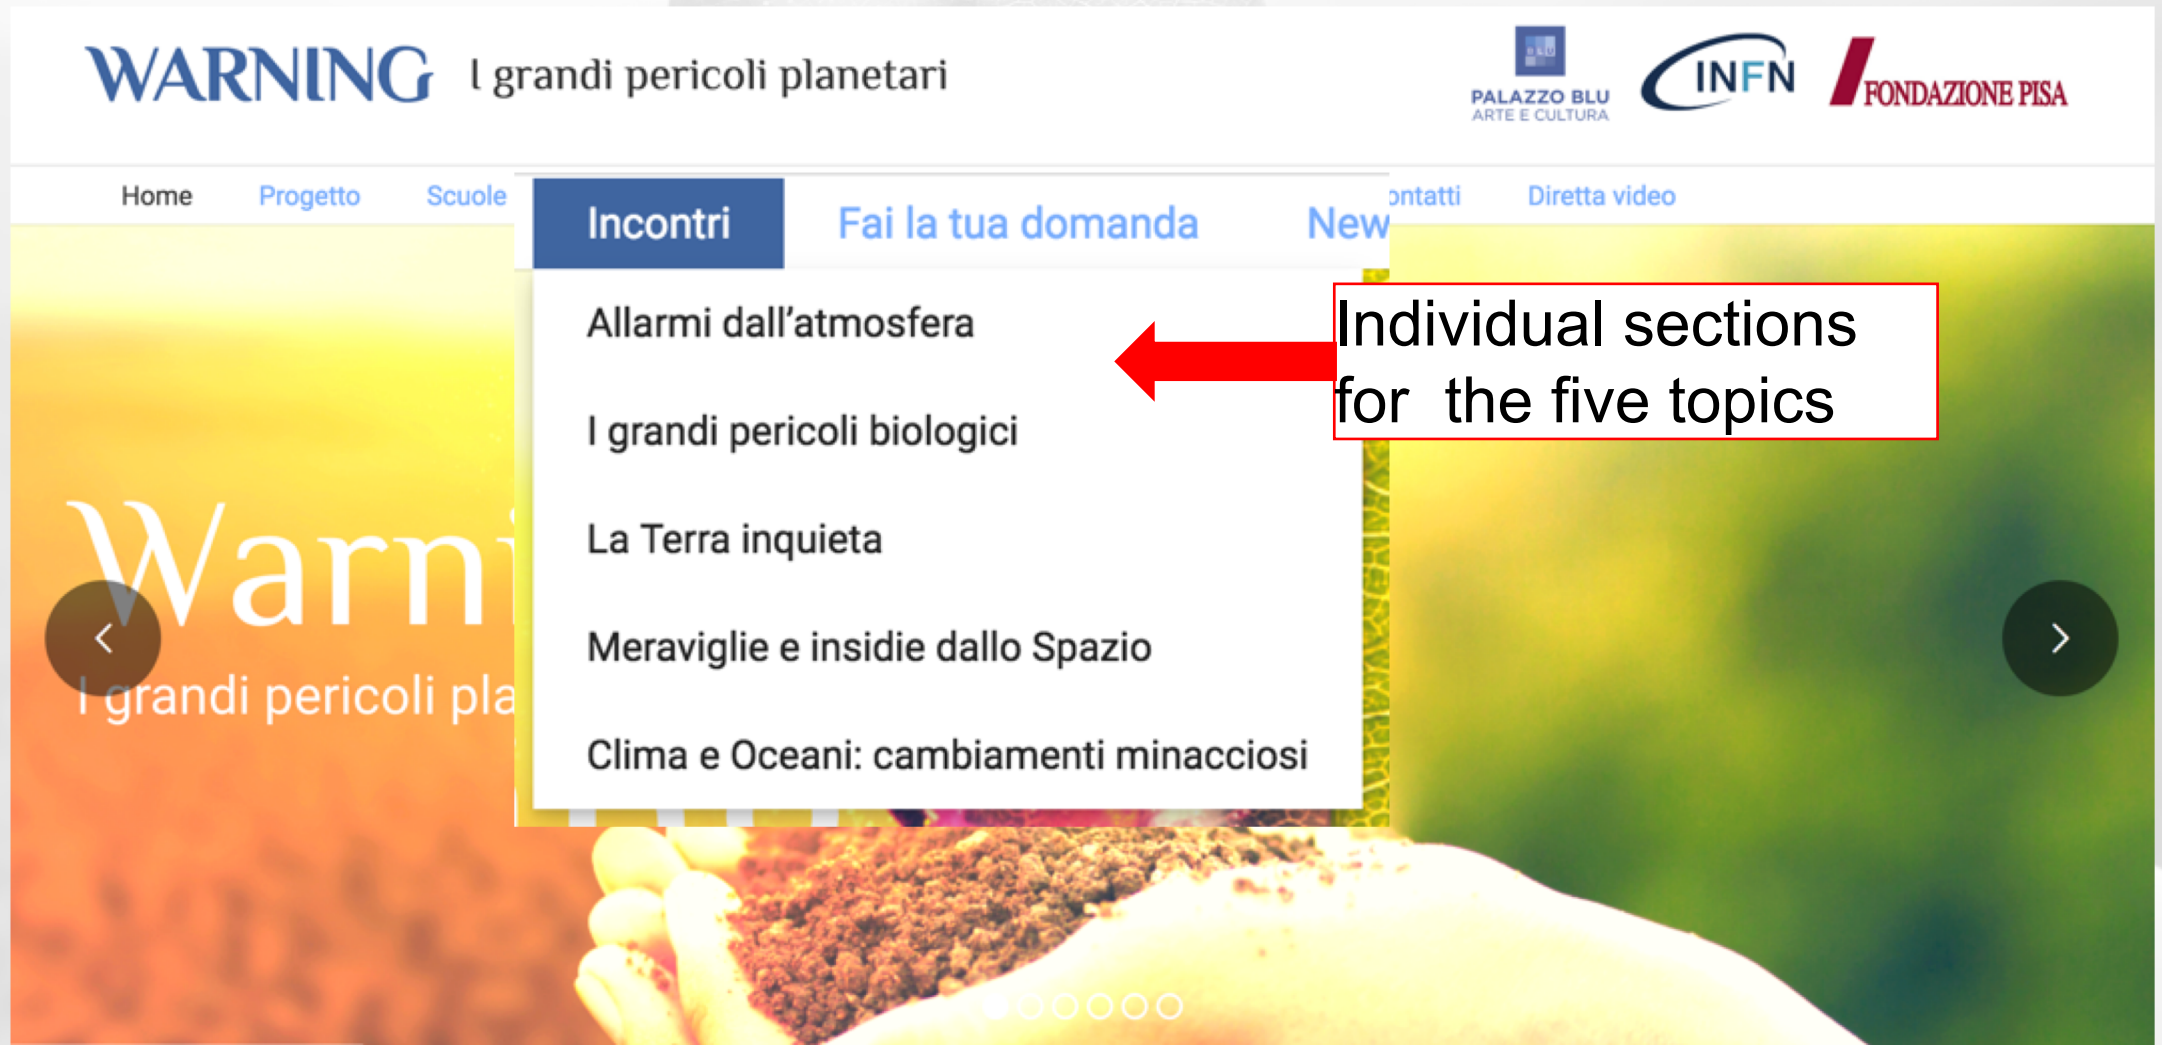 WARNING I grandi pericoli planetari
BLU
PALAZZO BLU
ARTE E CULTURA
INFN
FONDAZIONE PISA
Home Progetto Scuole Incontri Fai la tua domanda New ontatti Diretta video
Allarmi dall'atmosfera
I grandi pericoli biologici
La Terra inquieta
Meraviglie e insidie dallo Spazio
Clima e Oceani: cambiamenti minacciosi
Individual sections
for the five topics
Warni
I grandi pericoli pla